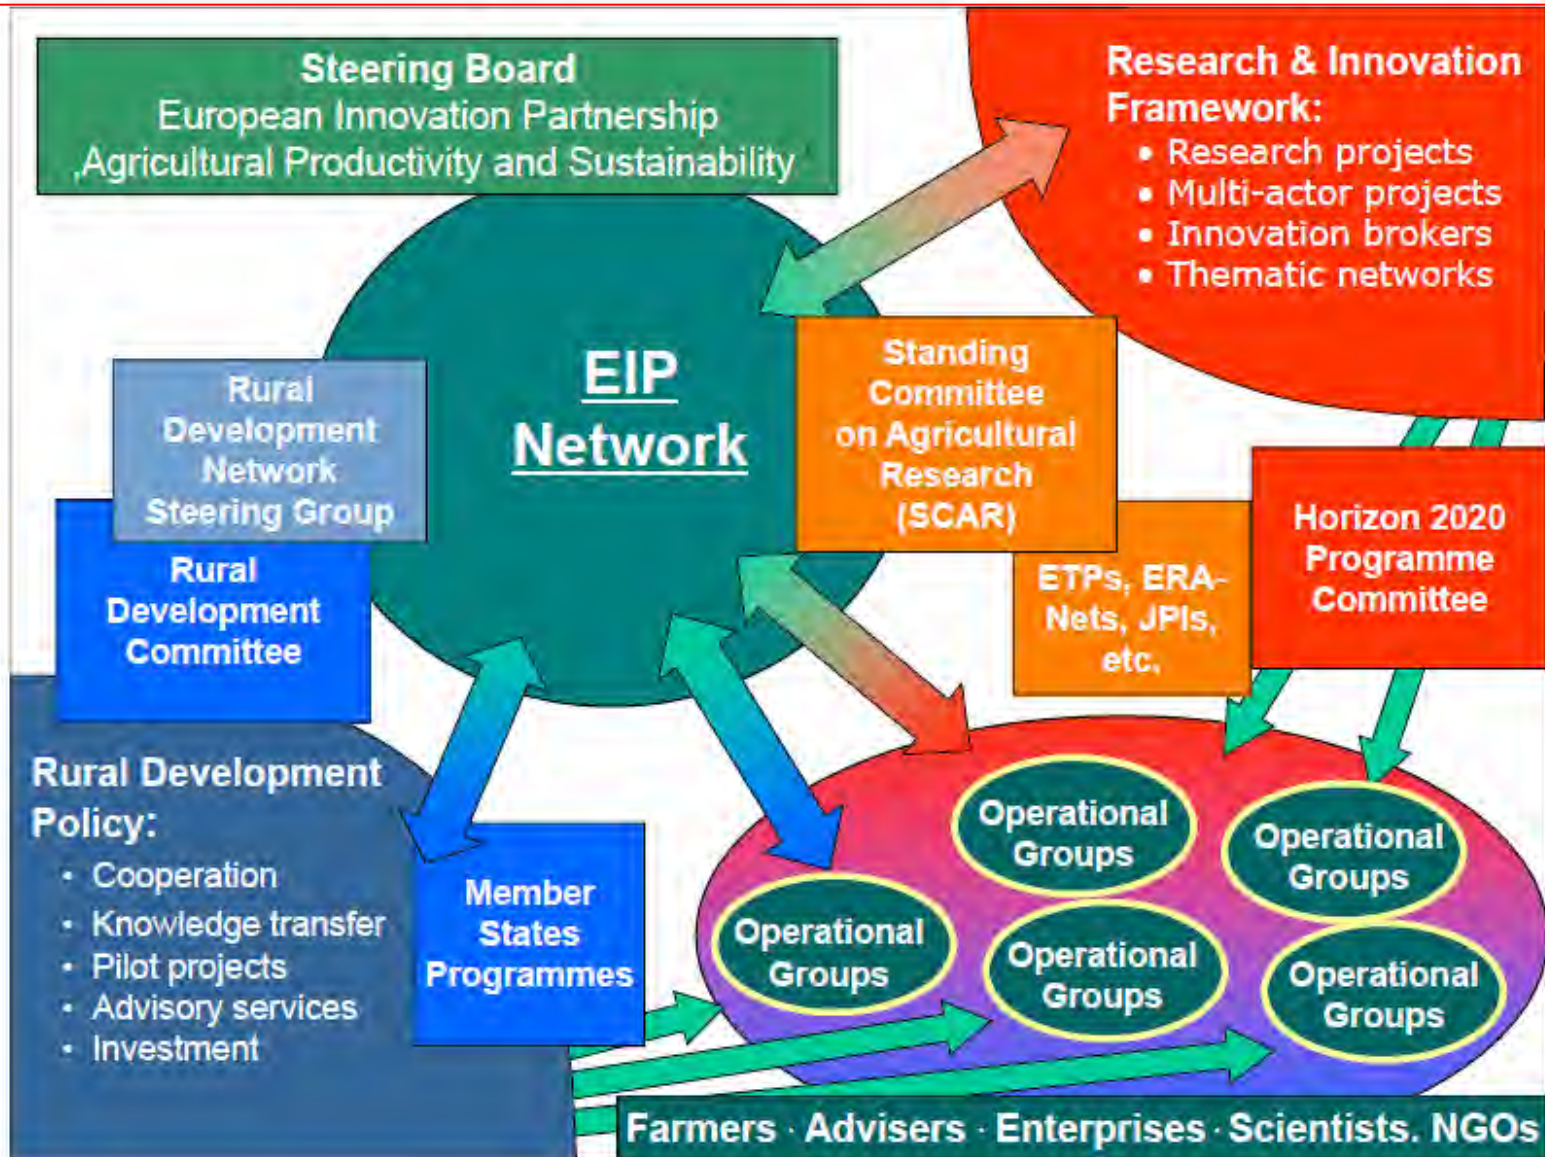 Steering Board
European Innovation Partnership
‚Agricultural Productivity and Sustainability'
Research & Innovation
Framework:
• Research projects
• Multi-actor projects
• Innovation brokers
• Thematic networks
EIP
Network
Rural
Development
Network
Steering Group
Standing
Committee
on Agricultural
Research
(SCAR)
Rural
Development
Committee
ETPs, ERA-
Nets, JPIs,
etc.
Horizon 2020
Programme
Committee
Rural Development
Policy:
• Cooperation
• Knowledge transfer
• Pilot projects
• Advisory services
• Investment
Member
States
Programmes
Operational
Groups
Operational
Groups
Operational
Groups
Operational
Groups
Operational
Groups
Farmers · Advisers · Enterprises · Scientists. NGOs